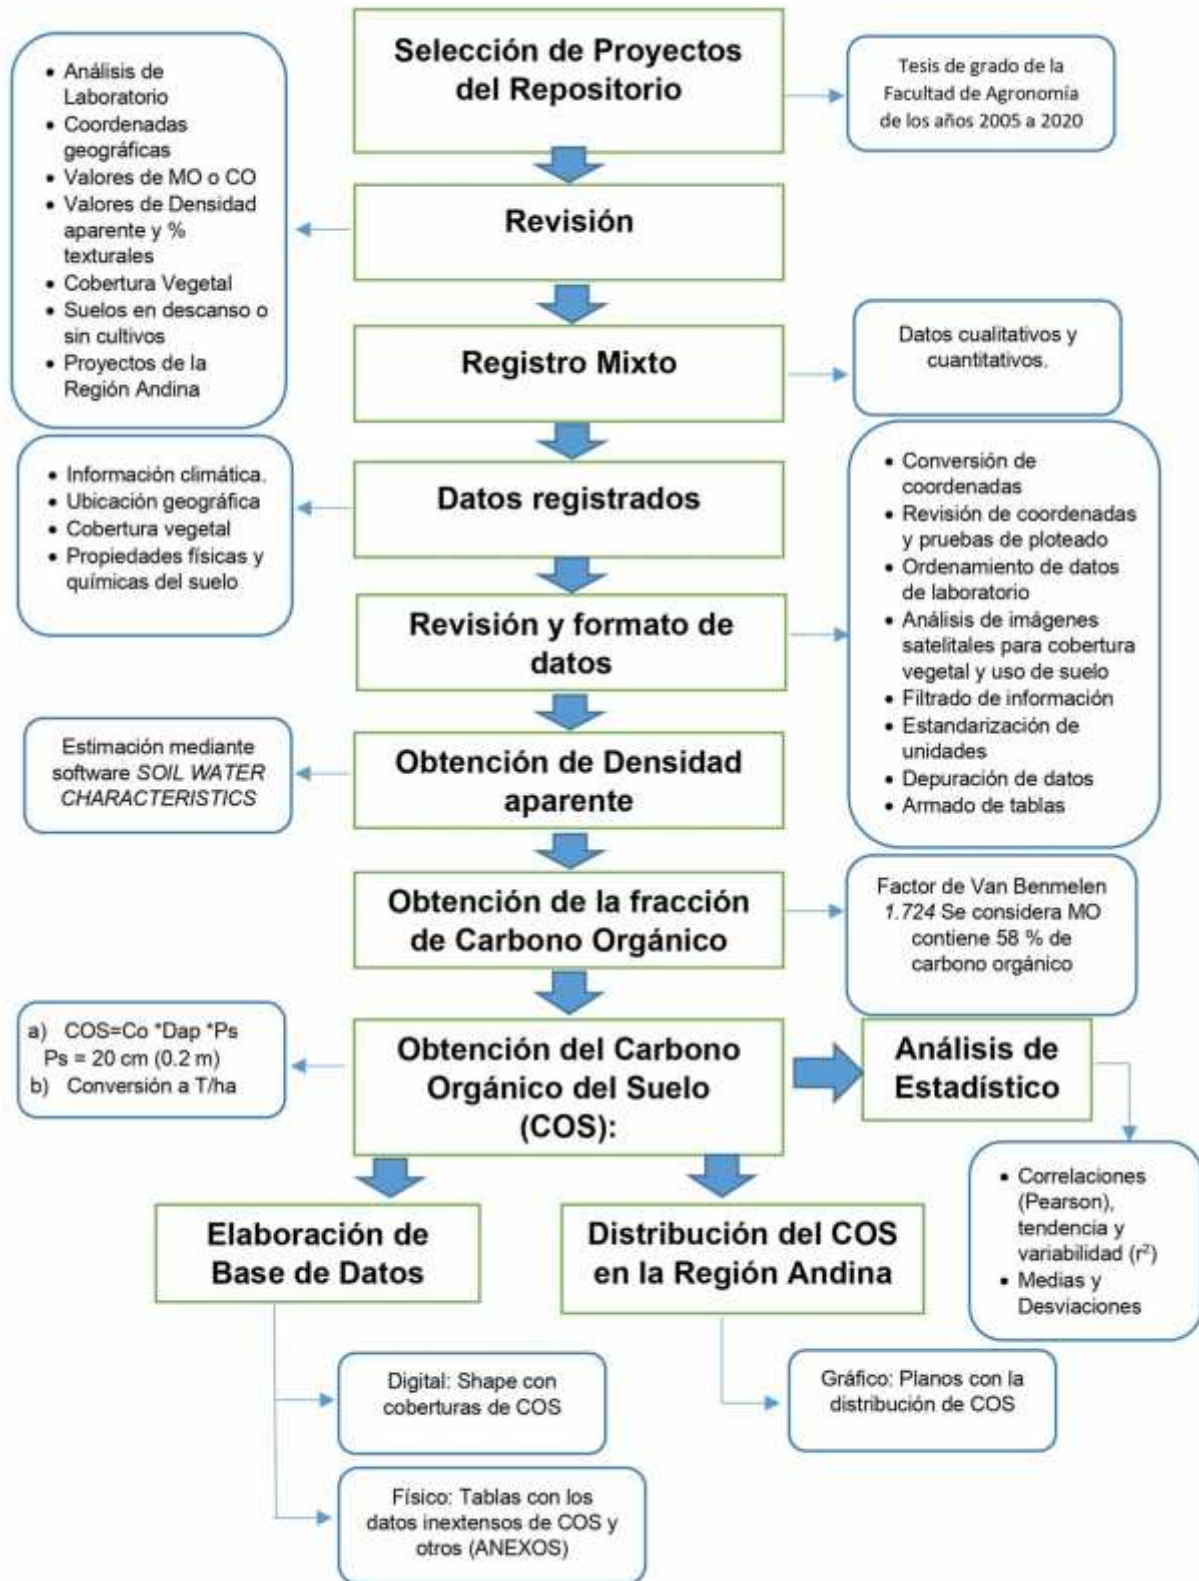 Selección de Proyectos
del Repositorio
Tesis de grado de la
Facultad de Agronomía
de los años 2005 a 2020
Revisión
• Análisis de
Laboratorio
• Coordenadas
geográficas
• Valores de MO o CO
• Valores de Densidad
aparente y %
texturales
• Cobertura Vegetal
• Suelos en descanso o
sin cultivos
• Proyectos de la
Región Andina
Registro Mixto
Datos cualitativos y
cuantitativos.
Datos registrados
• Información climática.
• Ubicación geográfica
• Cobertura vegetal
• Propiedades físicas y
químicas del suelo
Revisión y formato de
datos
• Conversión de
coordenadas
• Revisión de coordenadas
y pruebas de ploteado
• Ordenamiento de datos
de laboratorio
• Análisis de imágenes
satelitales para cobertura
vegetal y uso de suelo
• Filtrado de información
• Estandarización de
unidades
• Depuración de datos
• Armado de tablas
Obtención de Densidad
aparente
Estimación mediante
software SOIL WATER
CHARACTERISTICS
Obtención de la fracción
de Carbono Orgánico
Factor de Van Benmelen
1.724 Se considera MO
contiene 58 % de
carbono orgánico
Obtención del Carbono
Orgánico del Suelo
(COS):
a) COS=Co *Dap *Ps
Ps = 20 cm (0.2 m)
b) Conversión a T/ha
Análisis de
Estadístico
• Correlaciones
(Pearson),
tendencia y
variabilidad (r²)
• Medias y
Desviaciones
Elaboración de
Base de Datos
Distribución del COS
en la Región Andina
Digital: Shape con
coberturas de COS
Gráfico: Planos con la
distribución de COS
Físico: Tablas con los
datos inextensos de COS y
otros (ANEXOS)